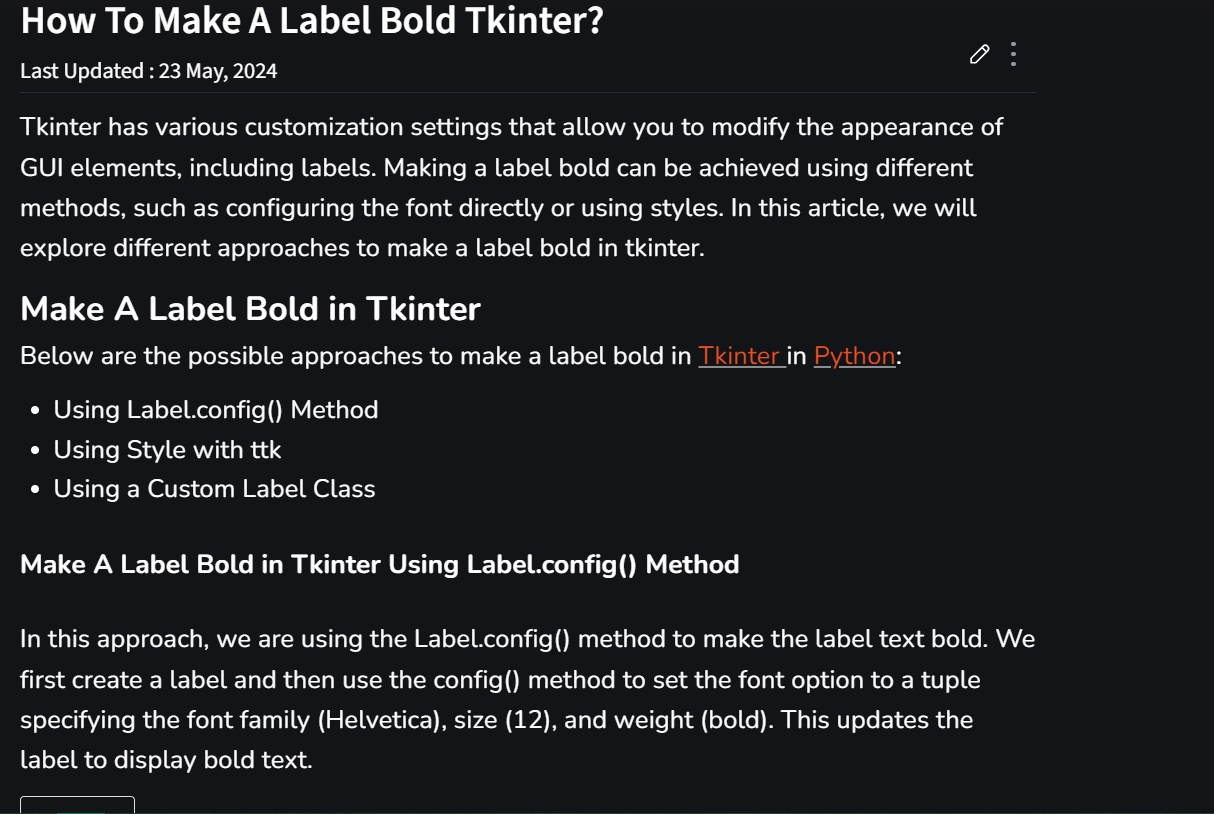 How To Make A Label Bold Tkinter?
Last Updated : 23 May, 2024
Tkinter has various customization settings that allow you to modify the appearance of
GUI elements, including labels. Making a label bold can be achieved using different
methods, such as configuring the font directly or using styles. In this article, we will
explore different approaches to make a label bold in tkinter.
Make A Label Bold in Tkinter
Below are the possible approaches to make a label bold in Tkinter in Python:
• Using Label.config() Method
• Using Style with ttk
• Using a Custom Label Class
Make A Label Bold in Tkinter Using Label.config() Method
In this approach, we are using the Label.config() method to make the label text bold. We
first create a label and then use the config() method to set the font option to a tuple
specifying the font family (Helvetica), size (12), and weight (bold). This updates the
label to display bold text.